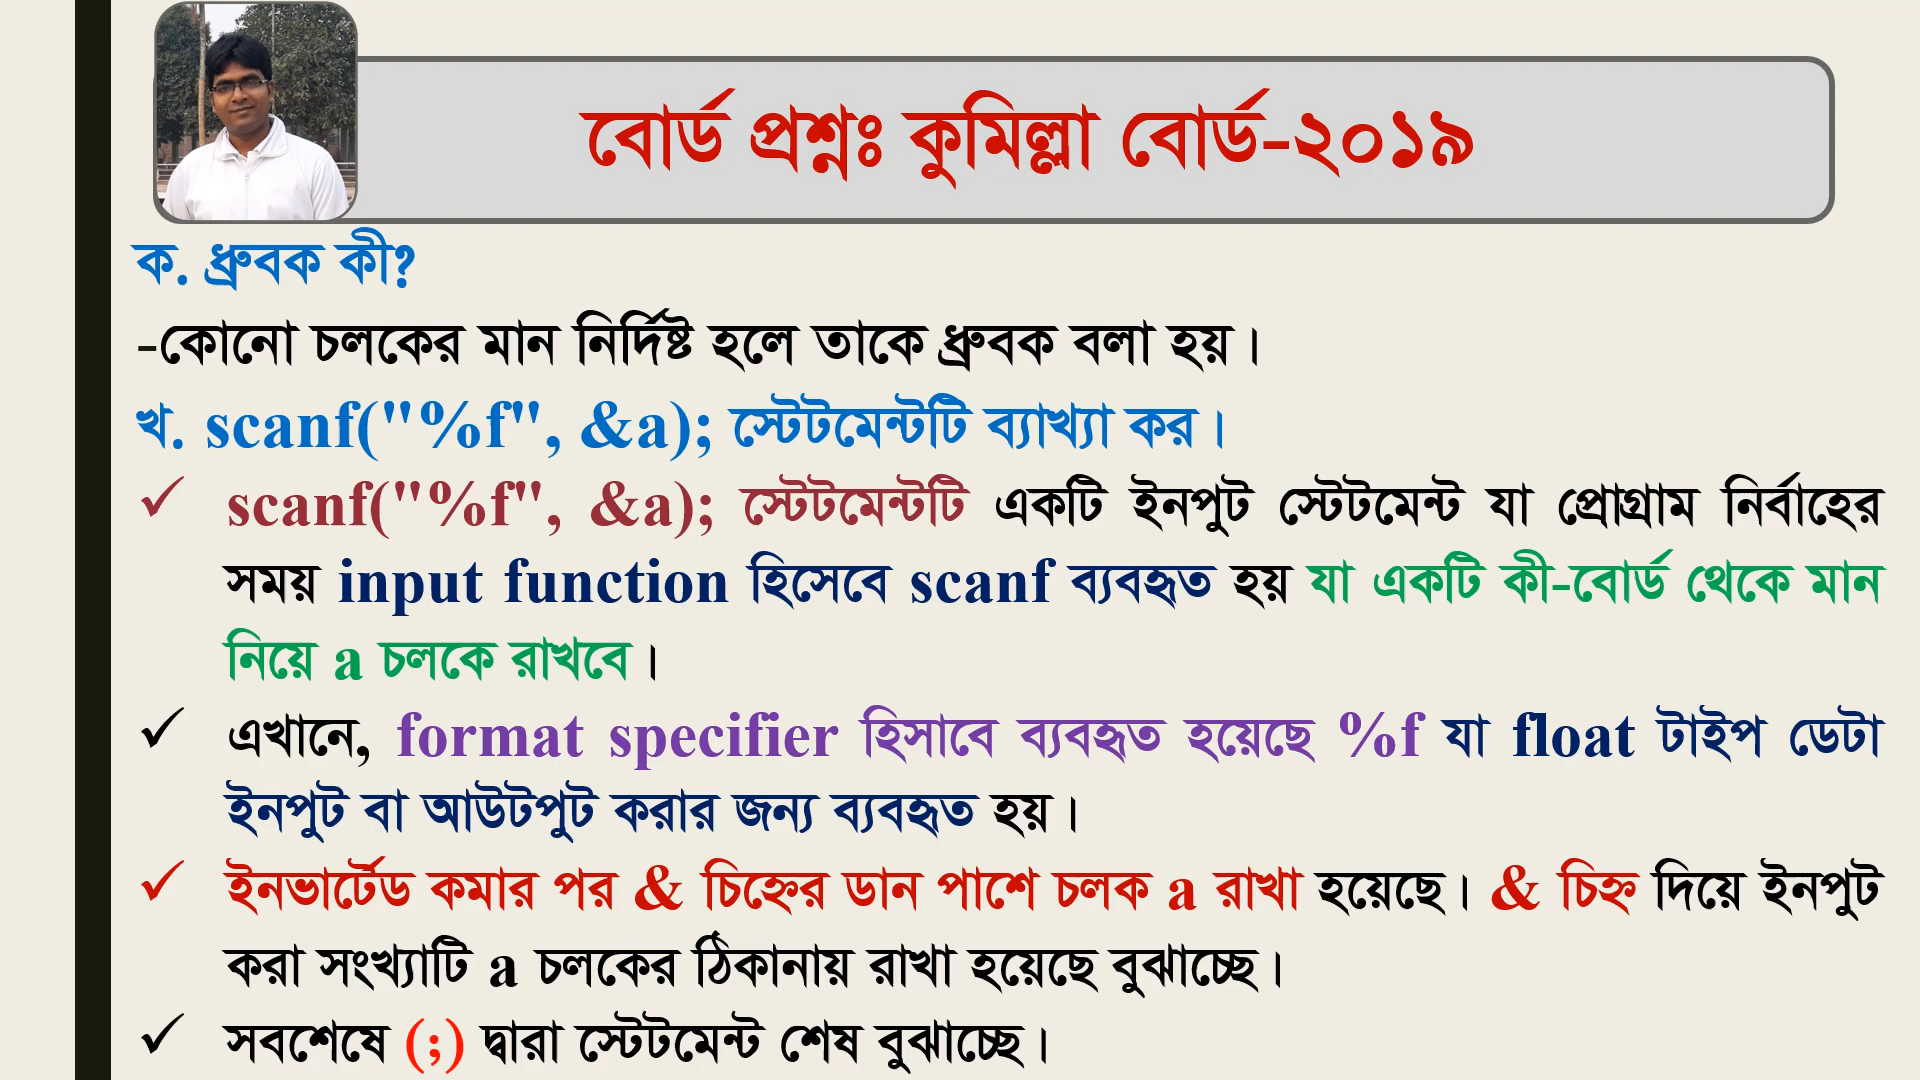 বোর্ড প্রশ্নঃ কুমিল্লা বোর্ড-২০১৯
ক. ধ্রুবক কী?
-কোনো চলকের মান নির্দিষ্ট হলে তাকে ধ্রুবক বলা হয়।
খ. scanf("%f", &a); স্টেটমেন্টটি ব্যাখ্যা কর।
✓ scanf("%f", &a); স্টেটমেন্টটি একটি ইনপুট স্টেটমেন্ট যা প্রোগ্রাম নির্বাহের
সময় input function হিসেবে scanf ব্যবহৃত হয় যা একটি কী-বোর্ড থেকে মান
নিয়ে a চলকে রাখবে।
✓ এখানে, format specifier হিসাবে ব্যবহৃত হয়েছে %f যা float টাইপ ডেটা
ইনপুট বা আউটপুট করার জন্য ব্যবহৃত হয়।
✓ ইনভার্টেড কমার পর & চিহ্নের ডান পাশে চলক a রাখা হয়েছে। & চিহ্ন দিয়ে ইনপুট
করা সংখ্যাটি a চলকের ঠিকানায় রাখা হয়েছে বুঝাচ্ছে।
✓ সবশেষে (;) দ্বারা স্টেটমেন্ট শেষ বুঝাচ্ছে।